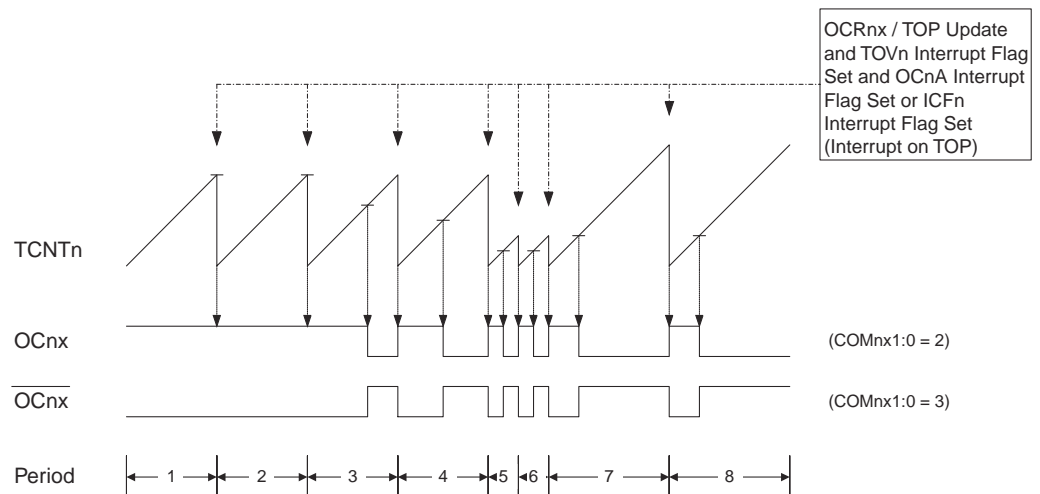 OCRnx / TOP Update
and TOVn Interrupt Flag
Set and OCnA Interrupt
Flag Set or ICFn
Interrupt Flag Set
(Interrupt on TOP)
TCNTn
OCnx
(COMnx1:0 = 2)
OCnx
(COMnx1:0 = 3)
Period
1 2 3 4 5 6 7 8